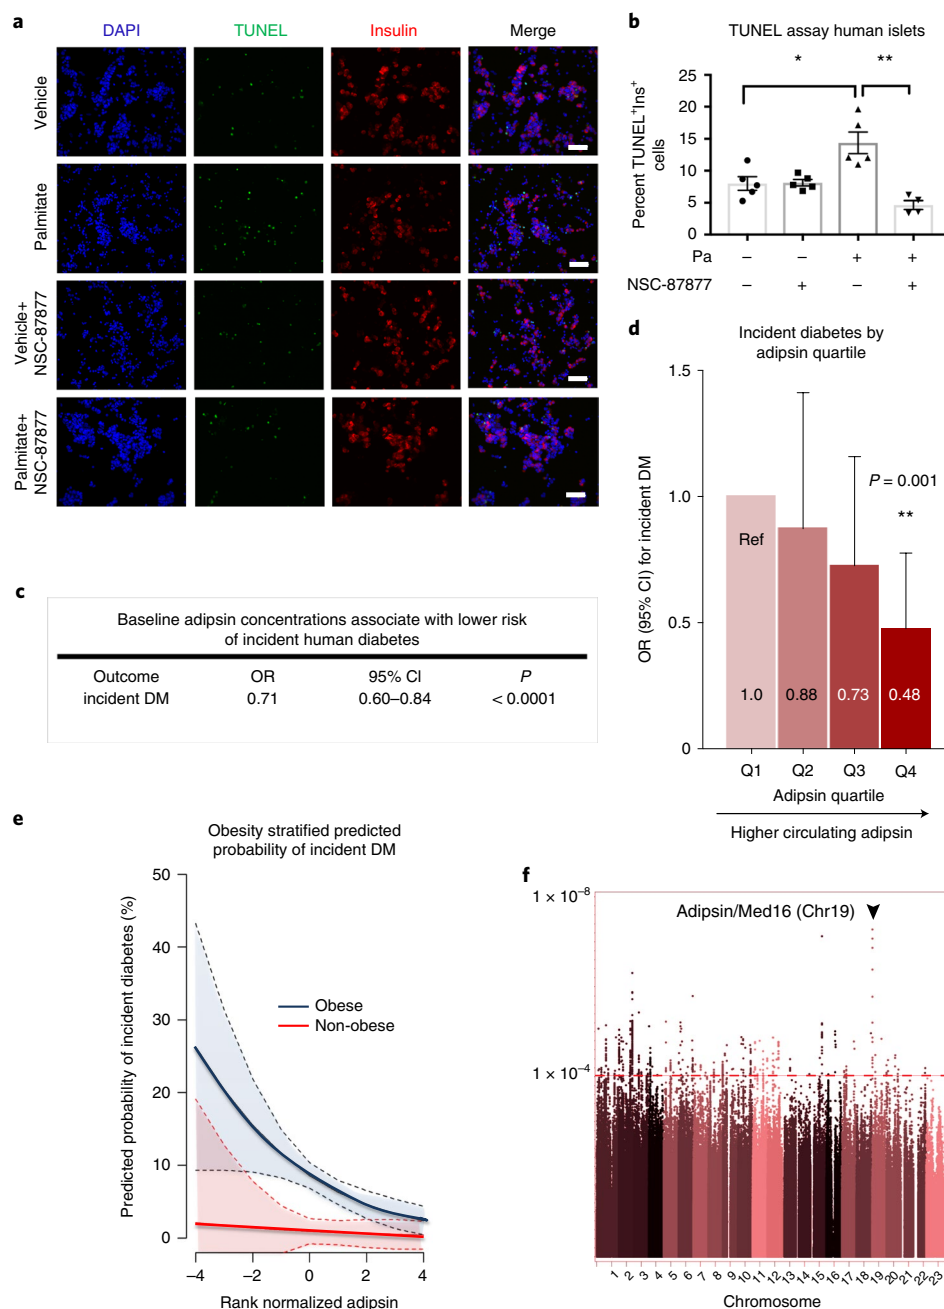 a
DAPI
TUNEL
Insulin
Merge
Vehicle
Palmitate
Vehicle+
NSC-87877
Palmitate+
NSC-87877
b
TUNEL assay human islets
* **
25
20
15
10
5
0
Percent TUNEL+Ins+
cells
Pa – – + +
NSC-87877 – + – +
c
Baseline adipsin concentrations associate with lower risk
of incident human diabetes
Outcome OR 95% CI P
incident DM 0.71 0.60–0.84 < 0.0001
d
Incident diabetes by
adipsin quartile
1.5
1.0
0.5
0
OR (95% CI) for incident DM
P = 0.001
**
Ref
1.0 0.88 0.73 0.48
Q1 Q2 Q3 Q4
Adipsin quartile
Higher circulating adipsin
e
Obesity stratified predicted
probability of incident DM
50
40
30
20
10
0
Predicted probability of incident diabetes (%)
Obese
Non-obese
–4 –2 0 2 4
Rank normalized adipsin
f
1 × 10−8
Adipsin/Med16 (Chr19)
1 × 10−4
1 2 3 4 5 6 7 8 9 10 11 12 13 14 15 16 17 18 19 20 21 22 23
Chromosome